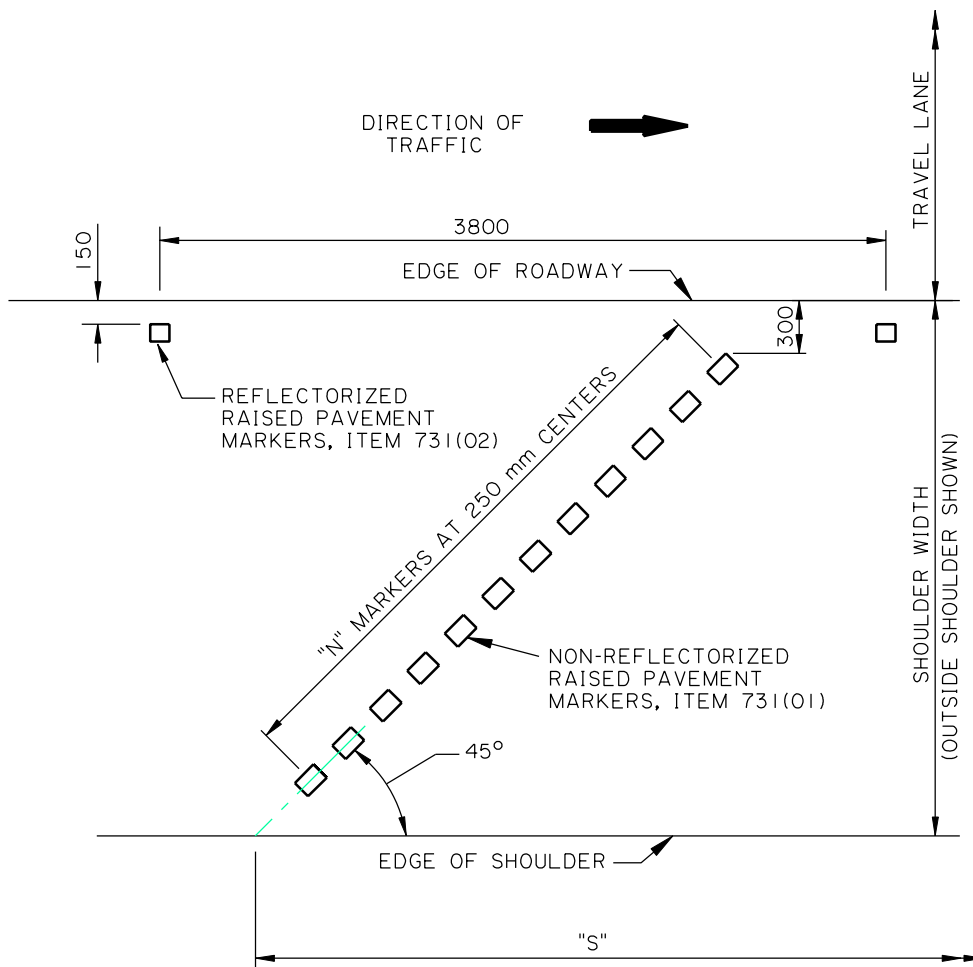 DIRECTION OF
TRAFFIC
TRAVEL LANE
3800
150
EDGE OF ROADWAY
300
REFLECTORIZED
RAISED PAVEMENT
MARKERS, ITEM 731(02)
"N" MARKERS AT 250 mm CENTERS
SHOULDER WIDTH
(OUTSIDE SHOULDER SHOWN)
NON-REFLECTORIZED
RAISED PAVEMENT
MARKERS, ITEM 731(01)
45°
EDGE OF SHOULDER
"S"